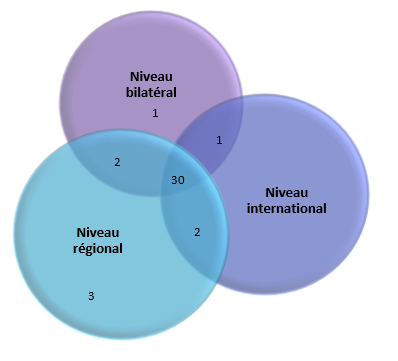 Niveau
bilatéral
1
1
2
30
Niveau
international
2
Niveau
régional
3